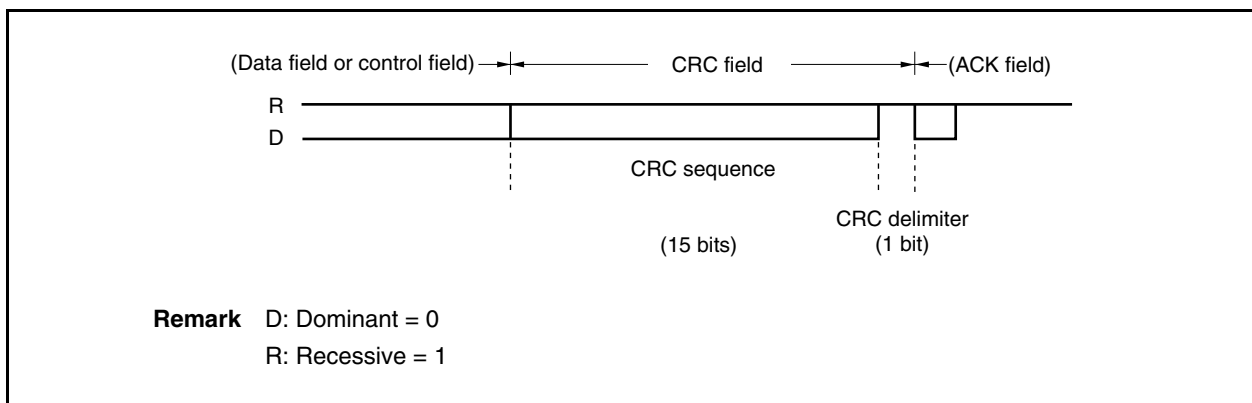 (Data field or control field) CRC field (ACK field)
R
D
CRC sequence
CRC delimiter
(15 bits) (1 bit)
Remark D: Dominant = 0
R: Recessive = 1